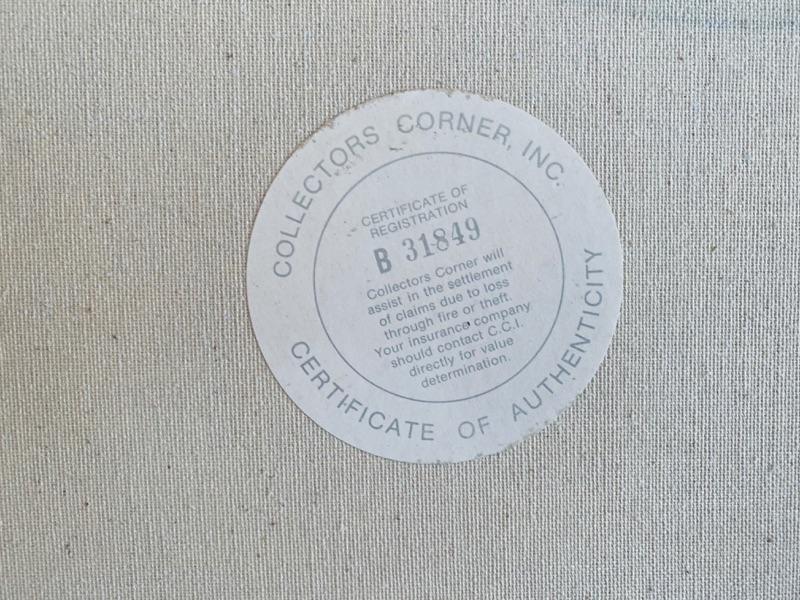 COLLECTORS CORNER, INC.
CERTIFICATE OF
REGISTRATION
B 31849
Collectors Corner will
assist in the settlement
of claims due to loss
through fire or theft.
Your insurance company
should contact C.C.I.
directly for value
determination.
CERTIFICATE OF AUTHENTICITY